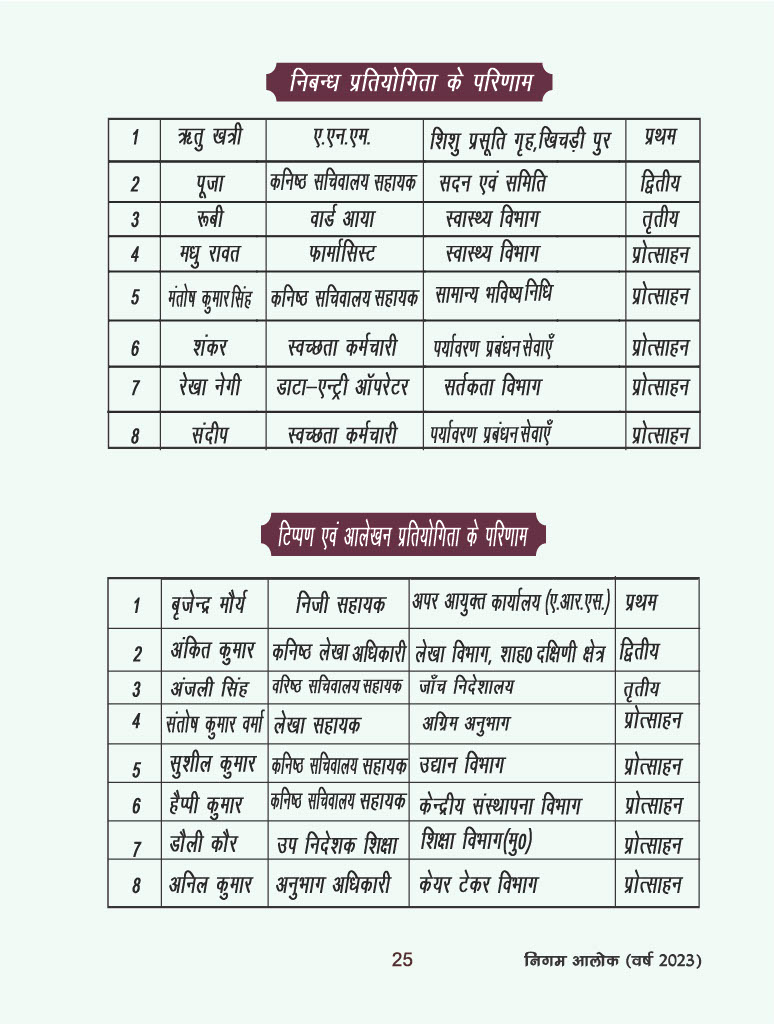 निबन्ध प्रतियोगिता के परिणाम
1 ऋतु खत्री ए.एन.एम. शिशु प्रसूति गृह,खिचड़ी पुर प्रथम
2 पूजा कनिष्ठ सचिवालय सहायक सदन एवं समिति द्वितीय
3 रूबी वार्ड आया स्वास्थ्य विभाग तृतीय
4 मधु रावत फार्मासिस्ट स्वास्थ्य विभाग प्रोत्साहन
5 मंतोष कुमार सिंह कनिष्ठ सचिवालय सहायक सामान्य भविष्य निधि प्रोत्साहन
6 शंकर स्वच्छता कर्मचारी पर्यावरण प्रबंधन सेवाएँ प्रोत्साहन
7 रेखा नेगी डाटा–एन्ट्री ऑपरेटर सर्तकता विभाग प्रोत्साहन
8 संदीप स्वच्छता कर्मचारी पर्यावरण प्रबंधन सेवाएँ प्रोत्साहन
टिप्पण एवं आलेखन प्रतियोगिता के परिणाम
1 बृजेन्द्र मौर्य निजी सहायक अपर आयुक्त कार्यालय (ए.आर.एस.) प्रथम
2 अंकित कुमार कनिष्ठ लेखा अधिकारी लेखा विभाग, शाह0 दक्षिणी क्षेत्र द्वितीय
3 अंजली सिंह वरिष्ठ सचिवालय सहायक जाँच निदेशालय तृतीय
4 संतोष कुमार वर्मा लेखा सहायक अग्रिम अनुभाग प्रोत्साहन
5 सुशील कुमार कनिष्ठ सचिवालय सहायक उद्यान विभाग प्रोत्साहन
6 हैप्पी कुमार कनिष्ठ सचिवालय सहायक केन्द्रीय संस्थापना विभाग प्रोत्साहन
7 डौली कौर उप निदेशक शिक्षा शिक्षा विभाग(मु0) प्रोत्साहन
8 अनिल कुमार अनुभाग अधिकारी केयर टेकर विभाग प्रोत्साहन
25 निगम आलोक (वर्ष 2023)